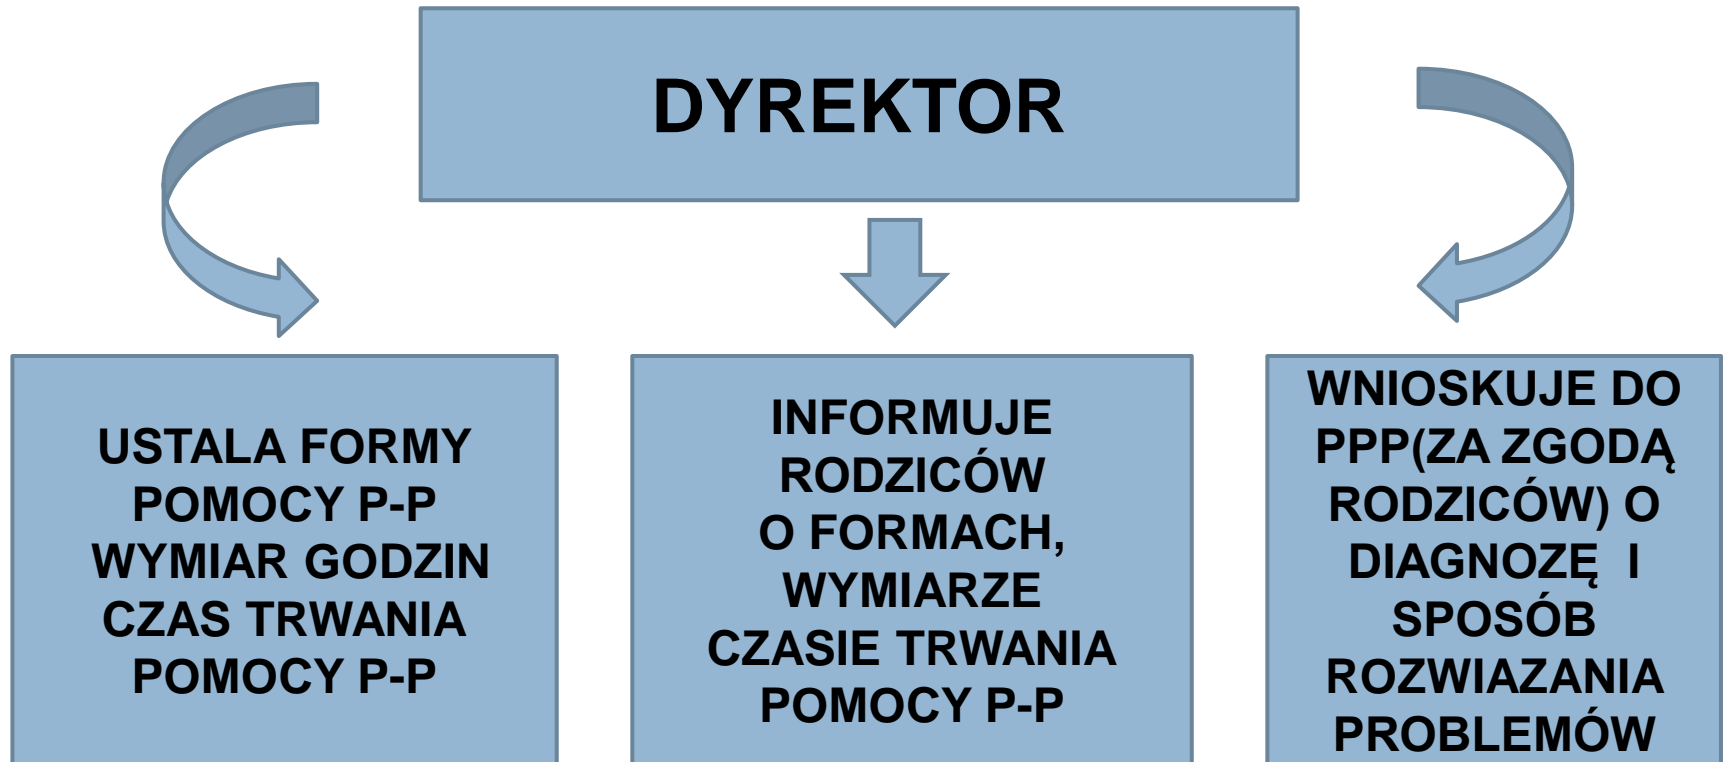 DYREKTOR
USTALA FORMY
POMOCY P-P
WYMIAR GODZIN
CZAS TRWANIA
POMOCY P-P
INFORMUJE
RODZICÓW
O FORMACH,
WYMIARZE
CZASIE TRWANIA
POMOCY P-P
WNIOSKUJE DO
PPP(ZA ZGODĄ
RODZICÓW) O
DIAGNOZĘ  I
SPOSÓB
ROZWIAZANIA
PROBLEMÓW